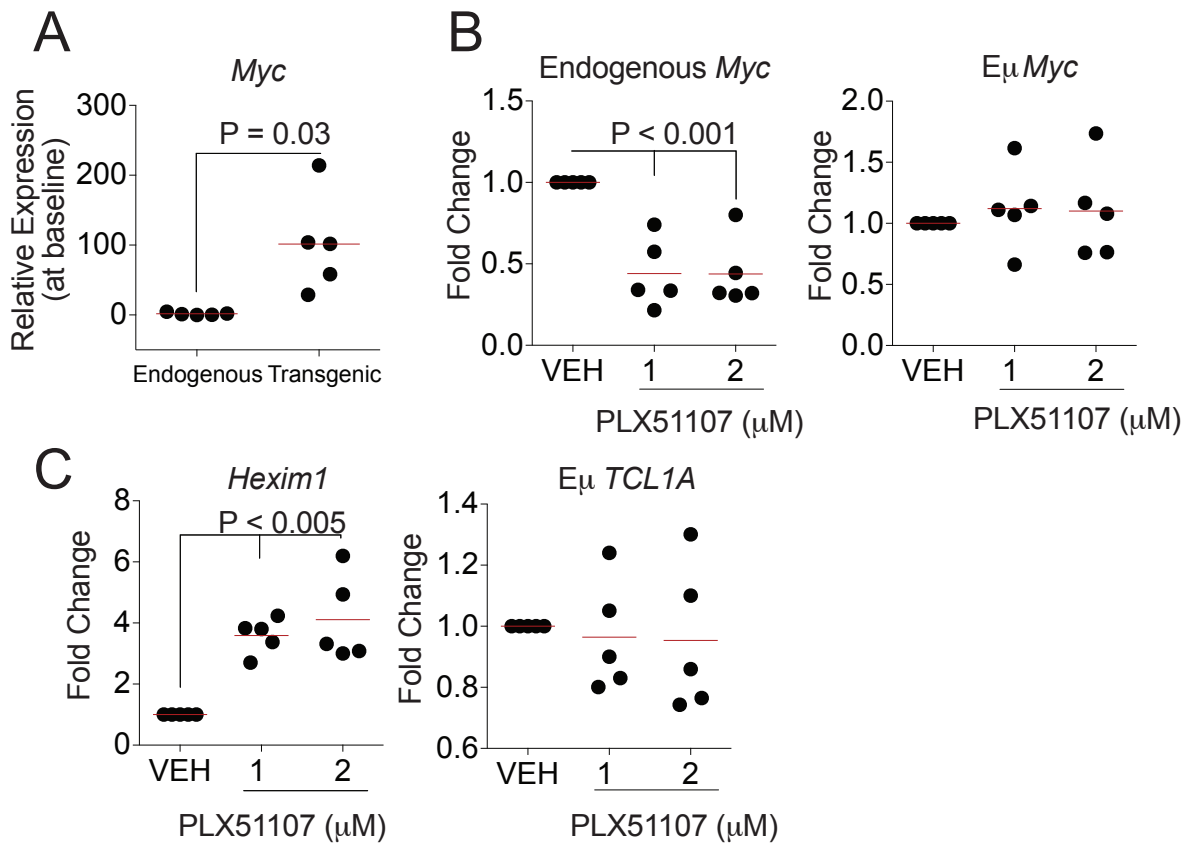 A
Myc
Relative Expression
(at baseline)
300
200
100
0
P = 0.03
Endogenous Transgenic
B
Endogenous Myc
Fold Change
1.5
1.0
0.5
0.0
P < 0.001
VEH 1 2
PLX51107 (μM)
Eμ Myc
Fold Change
2.0
1.5
1.0
0.5
0.0
VEH 1 2
PLX51107 (μM)
C
Hexim1
Fold Change
8
6
4
2
0
P < 0.005
VEH 1 2
PLX51107 (μM)
Eμ TCL1A
Fold Change
1.4
1.2
1.0
0.8
0.6
VEH 1 2
PLX51107 (μM)